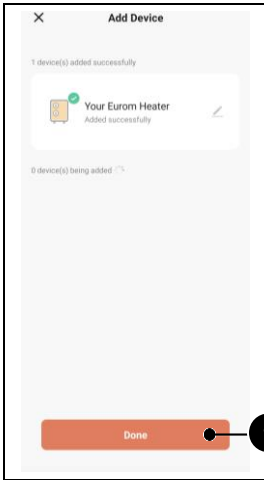 Add Device
1 device(s) added successfully
Your Eurom Heater
Added successfully
0 device(s) being added
Done